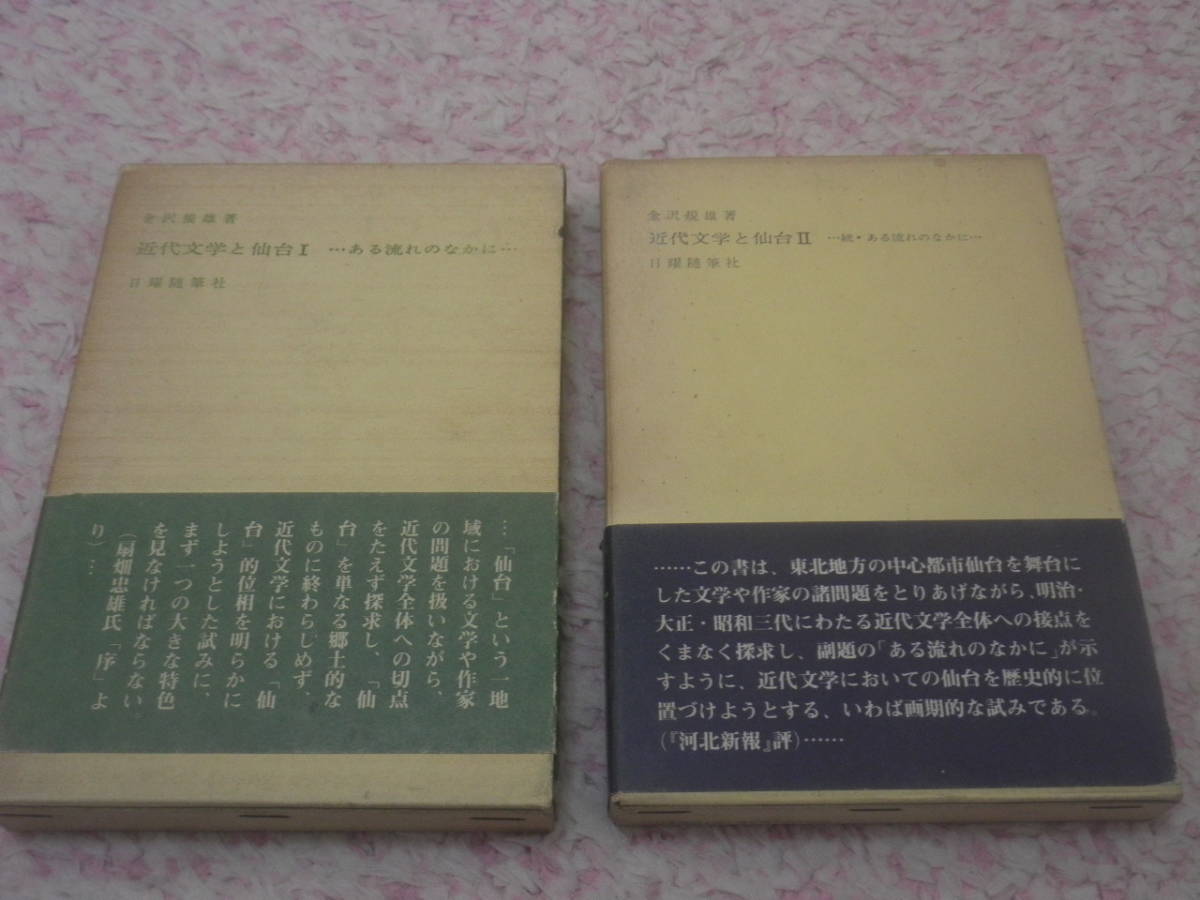 金沢規雄著
近代文学と仙台Ⅰ …ある流れのなかに…
日曜随筆社
…「仙台」という一地
域における文学や作家
の問題を扱いながら、
近代文学全体への切点
をたえず探求し、「仙
台」を単なる郷土的な
ものに終わらしめず、
近代文学における「仙
台」的位相を明らかに
しようとした試みに、
まず一つの大きな特色
を見なければならない。
(扇畑忠雄氏「序」よ
り)…
金沢規雄著
近代文学と仙台Ⅱ …続・ある流れのなかに…
日曜随筆社
……この書は、東北地方の中心都市仙台を舞台に
した文学や作家の諸問題をとりあげながら、明治・
大正・昭和三代にわたる近代文学全体への接点を
くまなく探求し、副題の「ある流れのなかに」が示
すように、近代文学においての仙台を歴史的に位
置づけようとする、いわば画期的な試みである。
(『河北新報』評)……